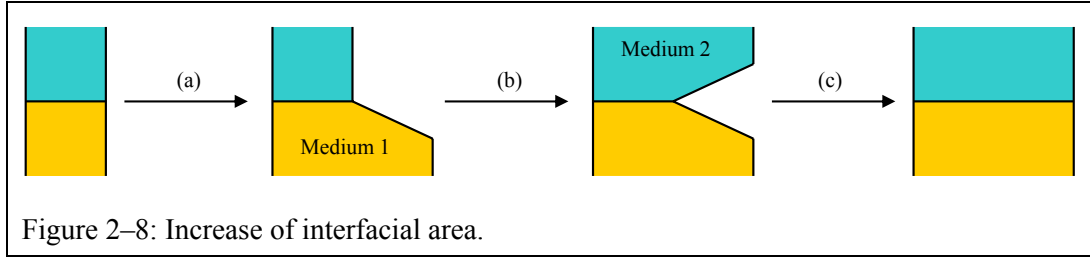 (a)
(b)
(c)
Medium 2
Medium 1
Figure 2–8: Increase of interfacial area.